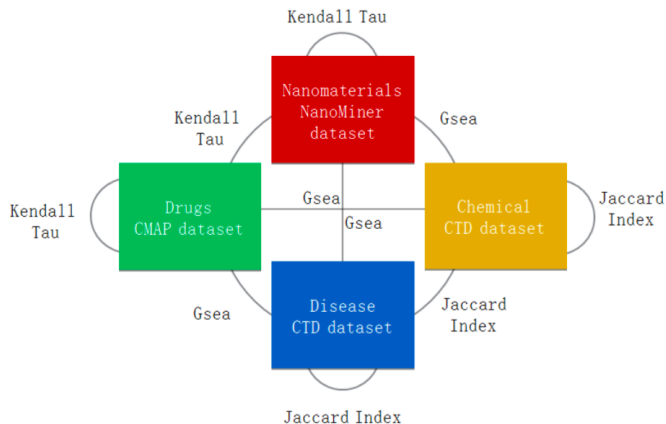 Kendall Tau
Nanomaterials
NanoMiner
dataset
Kendall
Tau
Gsea
Gsea
Gsea
Kendall
Tau
Drugs
CMAP dataset
Chemical
CTD dataset
Jaccard
Index
Gsea
Disease
CTD dataset
Jaccard
Index
Jaccard Index